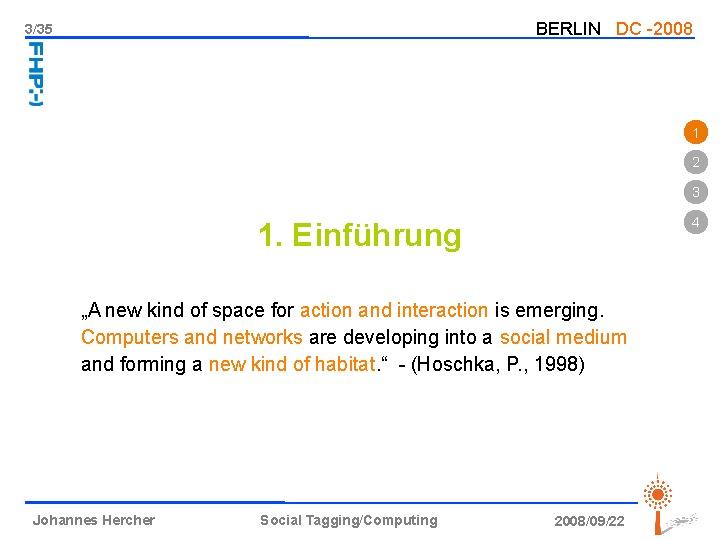 3/35
BERLIN DC -2008
FHP:-)
1
2
3
4
1. Einführung
„A new kind of space for action and interaction is emerging.
Computers and networks are developing into a social medium
and forming a new kind of habitat.“ - (Hoschka, P. , 1998)
Johannes Hercher
Social Tagging/Computing
2008/09/22